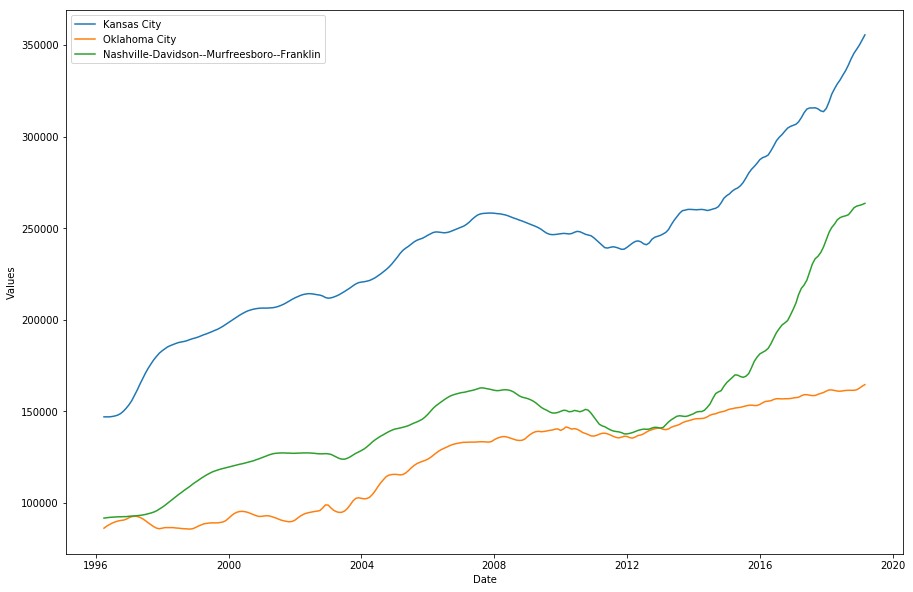 Kansas City
Oklahoma City
Nashville-Davidson--Murfreesboro--Franklin
350000
300000
250000
200000
150000
100000
Values
1996 2000 2004 2008 2012 2016 2020
Date